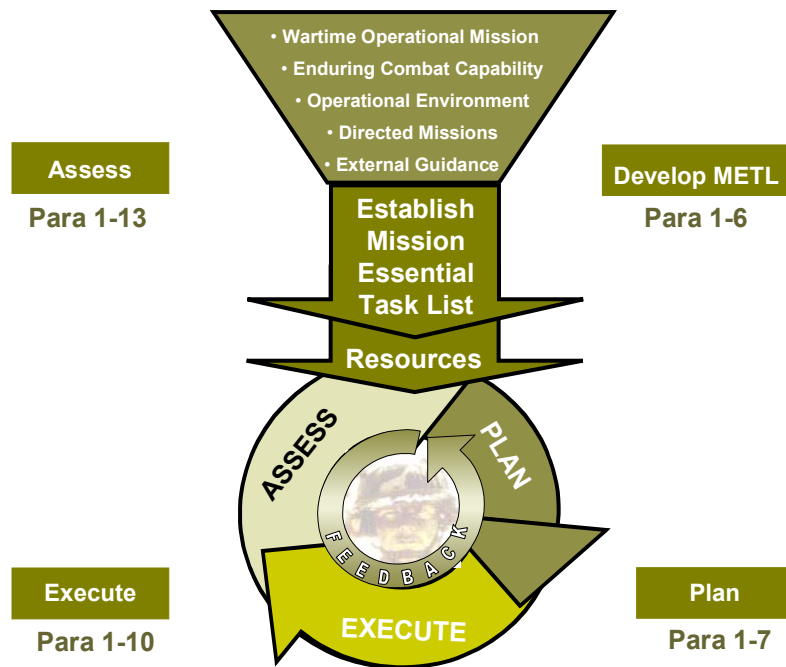 • Wartime Operational Mission
• Enduring Combat Capability
• Operational Environment
• Directed Missions
• External Guidance
Assess
Para 1-13
Develop METL
Para 1-6
Establish
Mission
Essential
Task List
Resources
ASSESS
PLAN
FEEDBACK
EXECUTE
Execute
Para 1-10
Plan
Para 1-7